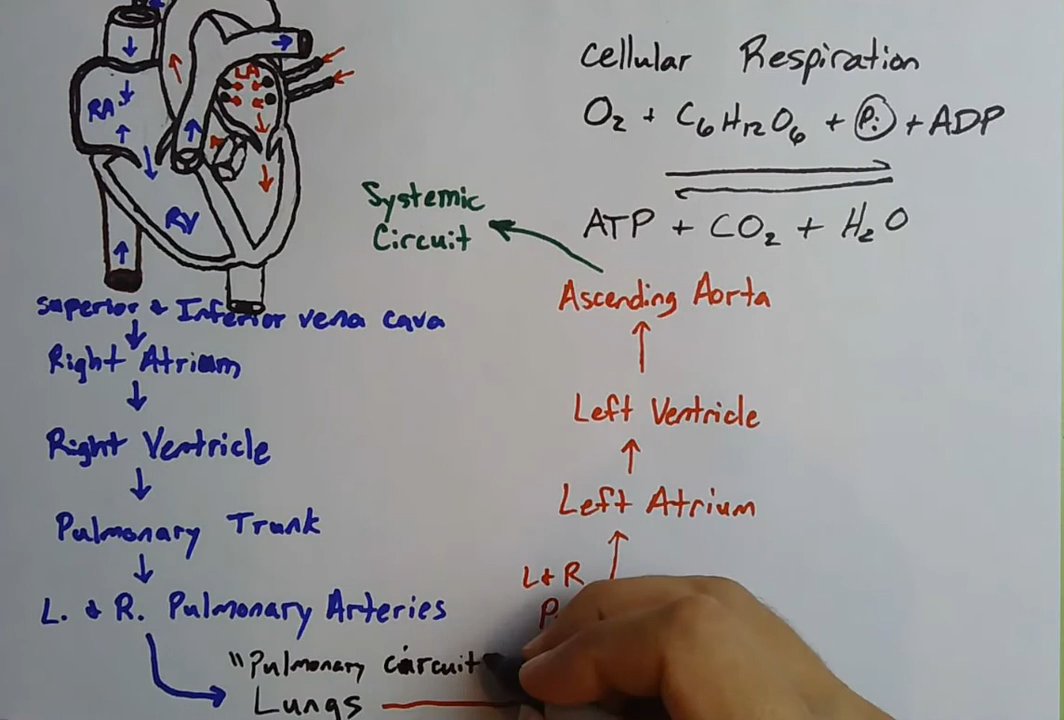 LA
RA
RV
Cellular Respiration
O2 + C6H12O6 + Pi + ADP
ATP + CO2 + H2O
Systemic
Circuit
Ascending Aorta
Superior & Inferior vena cava
Right Atrium
Left Ventricle
Right Ventricle
Left Atrium
Pulmonary Trunk
L & R
P
L. & R. Pulmonary Arteries
"Pulmonary circuit
Lungs